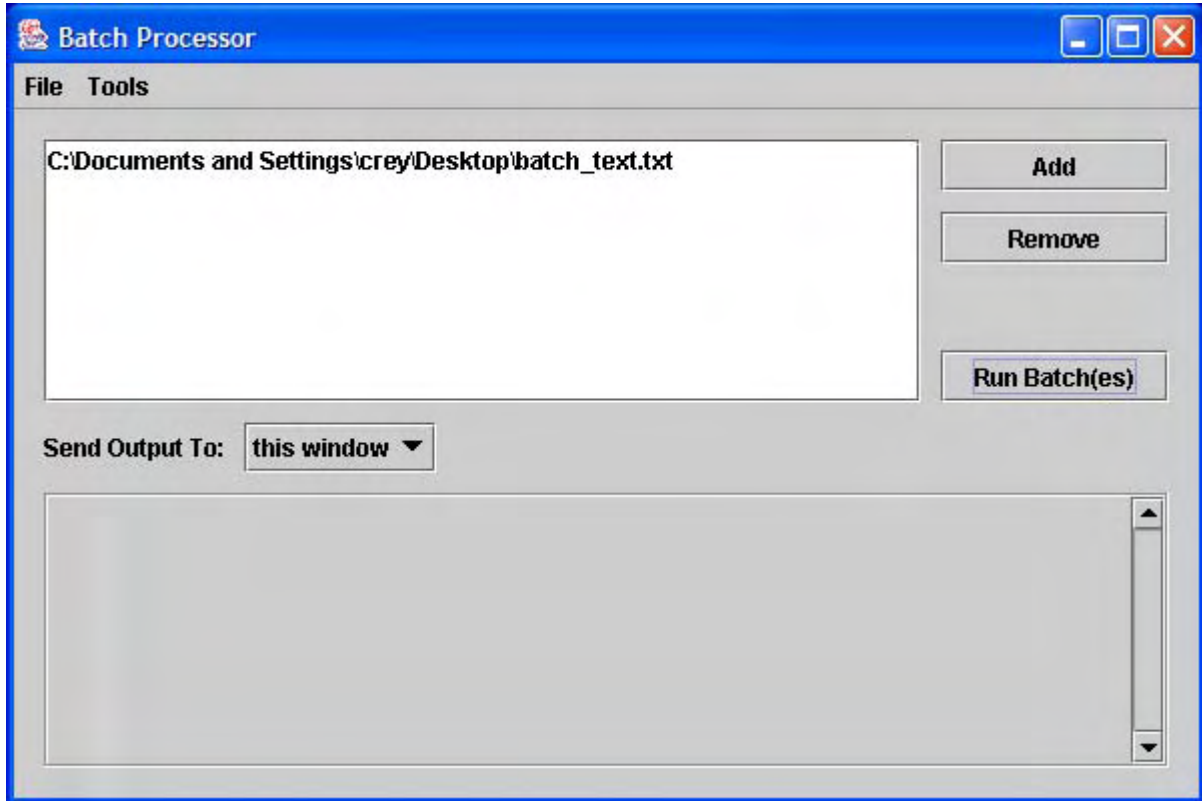 Batch Processor
File Tools
C:\Documents and Settings\crey\Desktop\batch_text.txt
Add
Remove
Run Batch(es)
Send Output To: this window